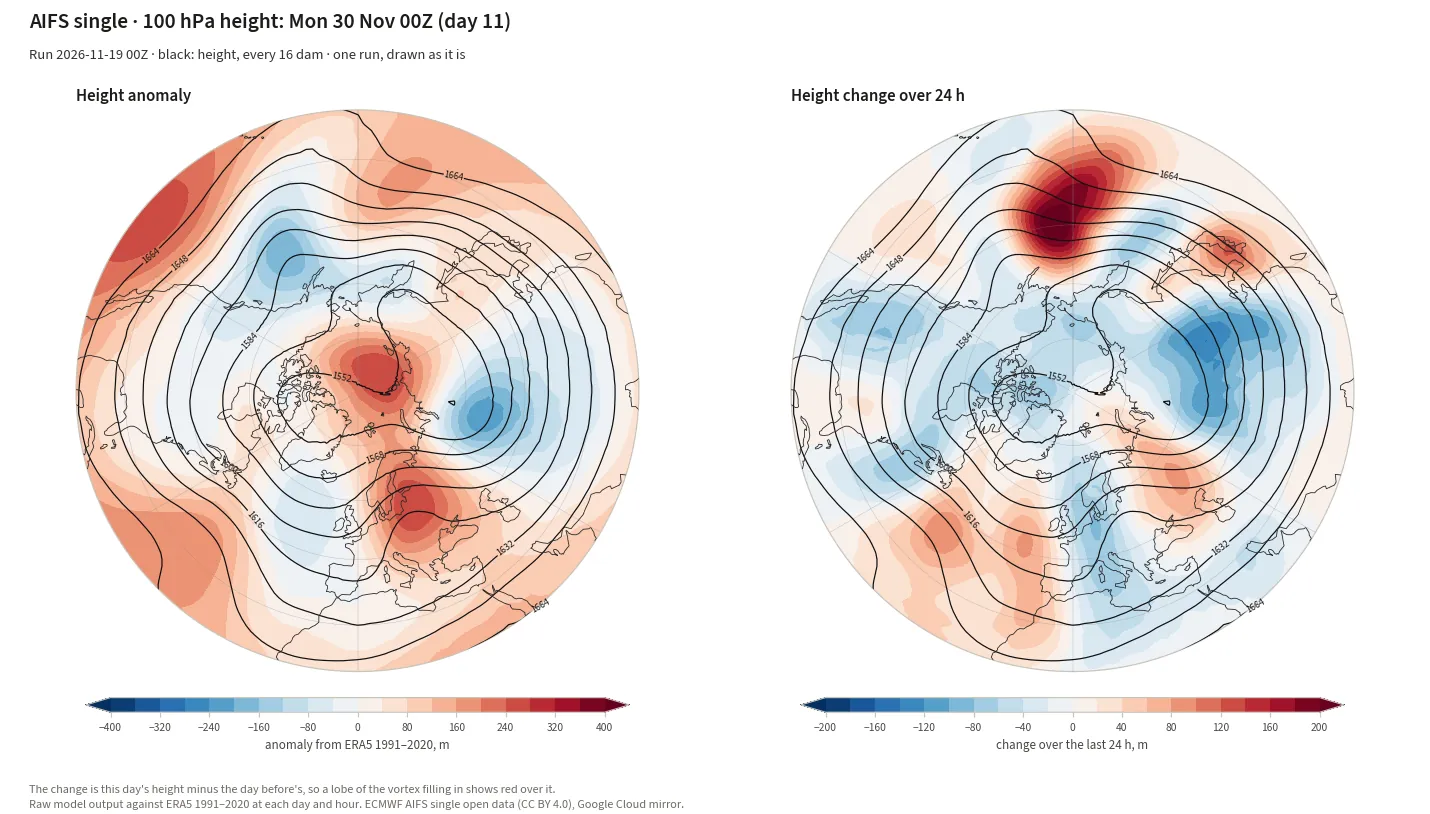 AIFS single · 100 hPa height: Mon 30 Nov 00Z (day 11)
Run 2026-11-19 00Z · black: height, every 16 dam · one run, drawn as it is
Height anomaly
Height change over 24 h
1664
1664
1648
1584
1552
1568
1600
1616
1632
1664
1664
1664
1648
1584
1552
1568
1600
1616
1632
1664
−400 −320 −240 −160 −80 0 80 160 240 320 400
anomaly from ERA5 1991–2020, m
−200 −160 −120 −80 −40 0 40 80 120 160 200
change over the last 24 h, m
The change is this day's height minus the day before's, so a lobe of the vortex filling in shows red over it.
Raw model output against ERA5 1991–2020 at each day and hour. ECMWF AIFS single open data (CC BY 4.0), Google Cloud mirror.